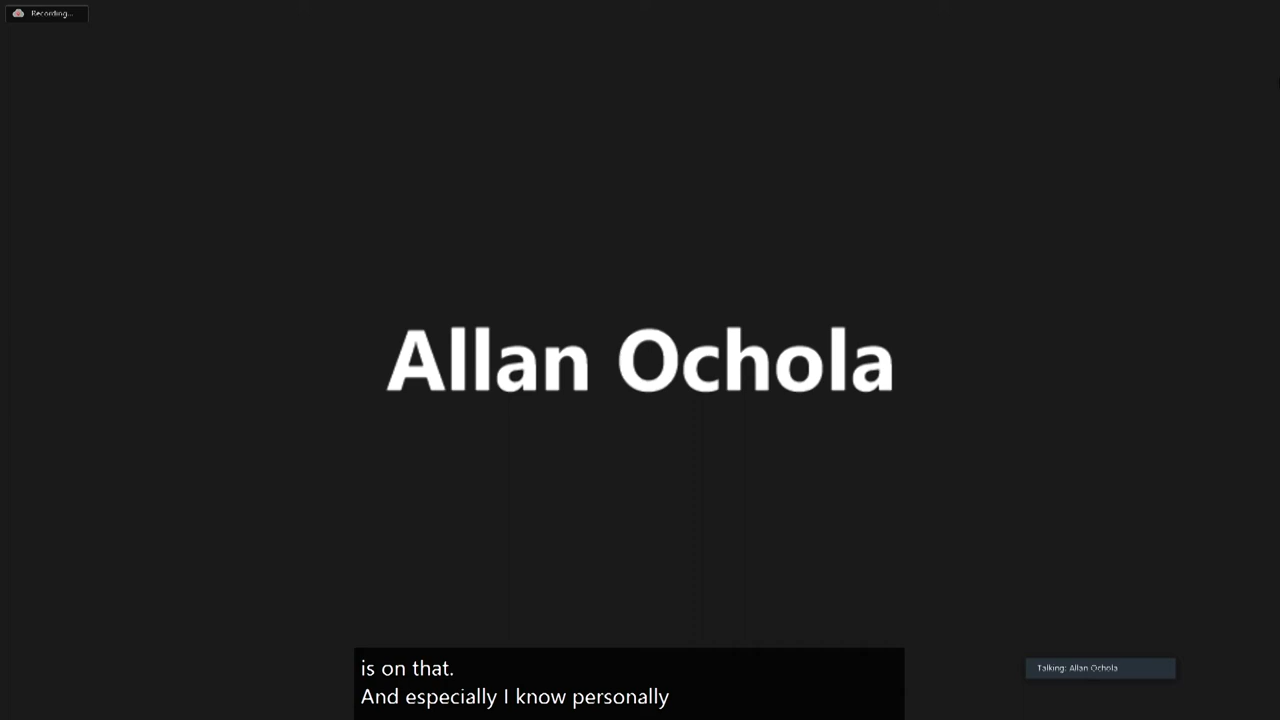 Recording...
Allan Ochola
is on that.
And especially I know personally
Talking: Allan Ochola